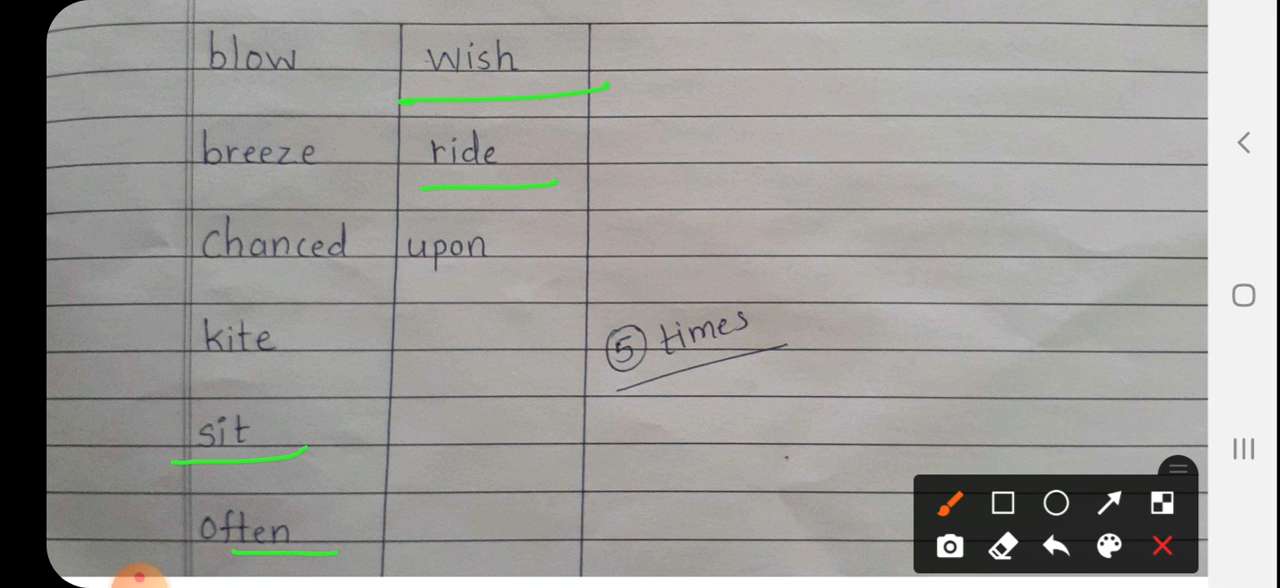 blow wish
breeze ride
Chanced upon
kite
5 times
sit
often